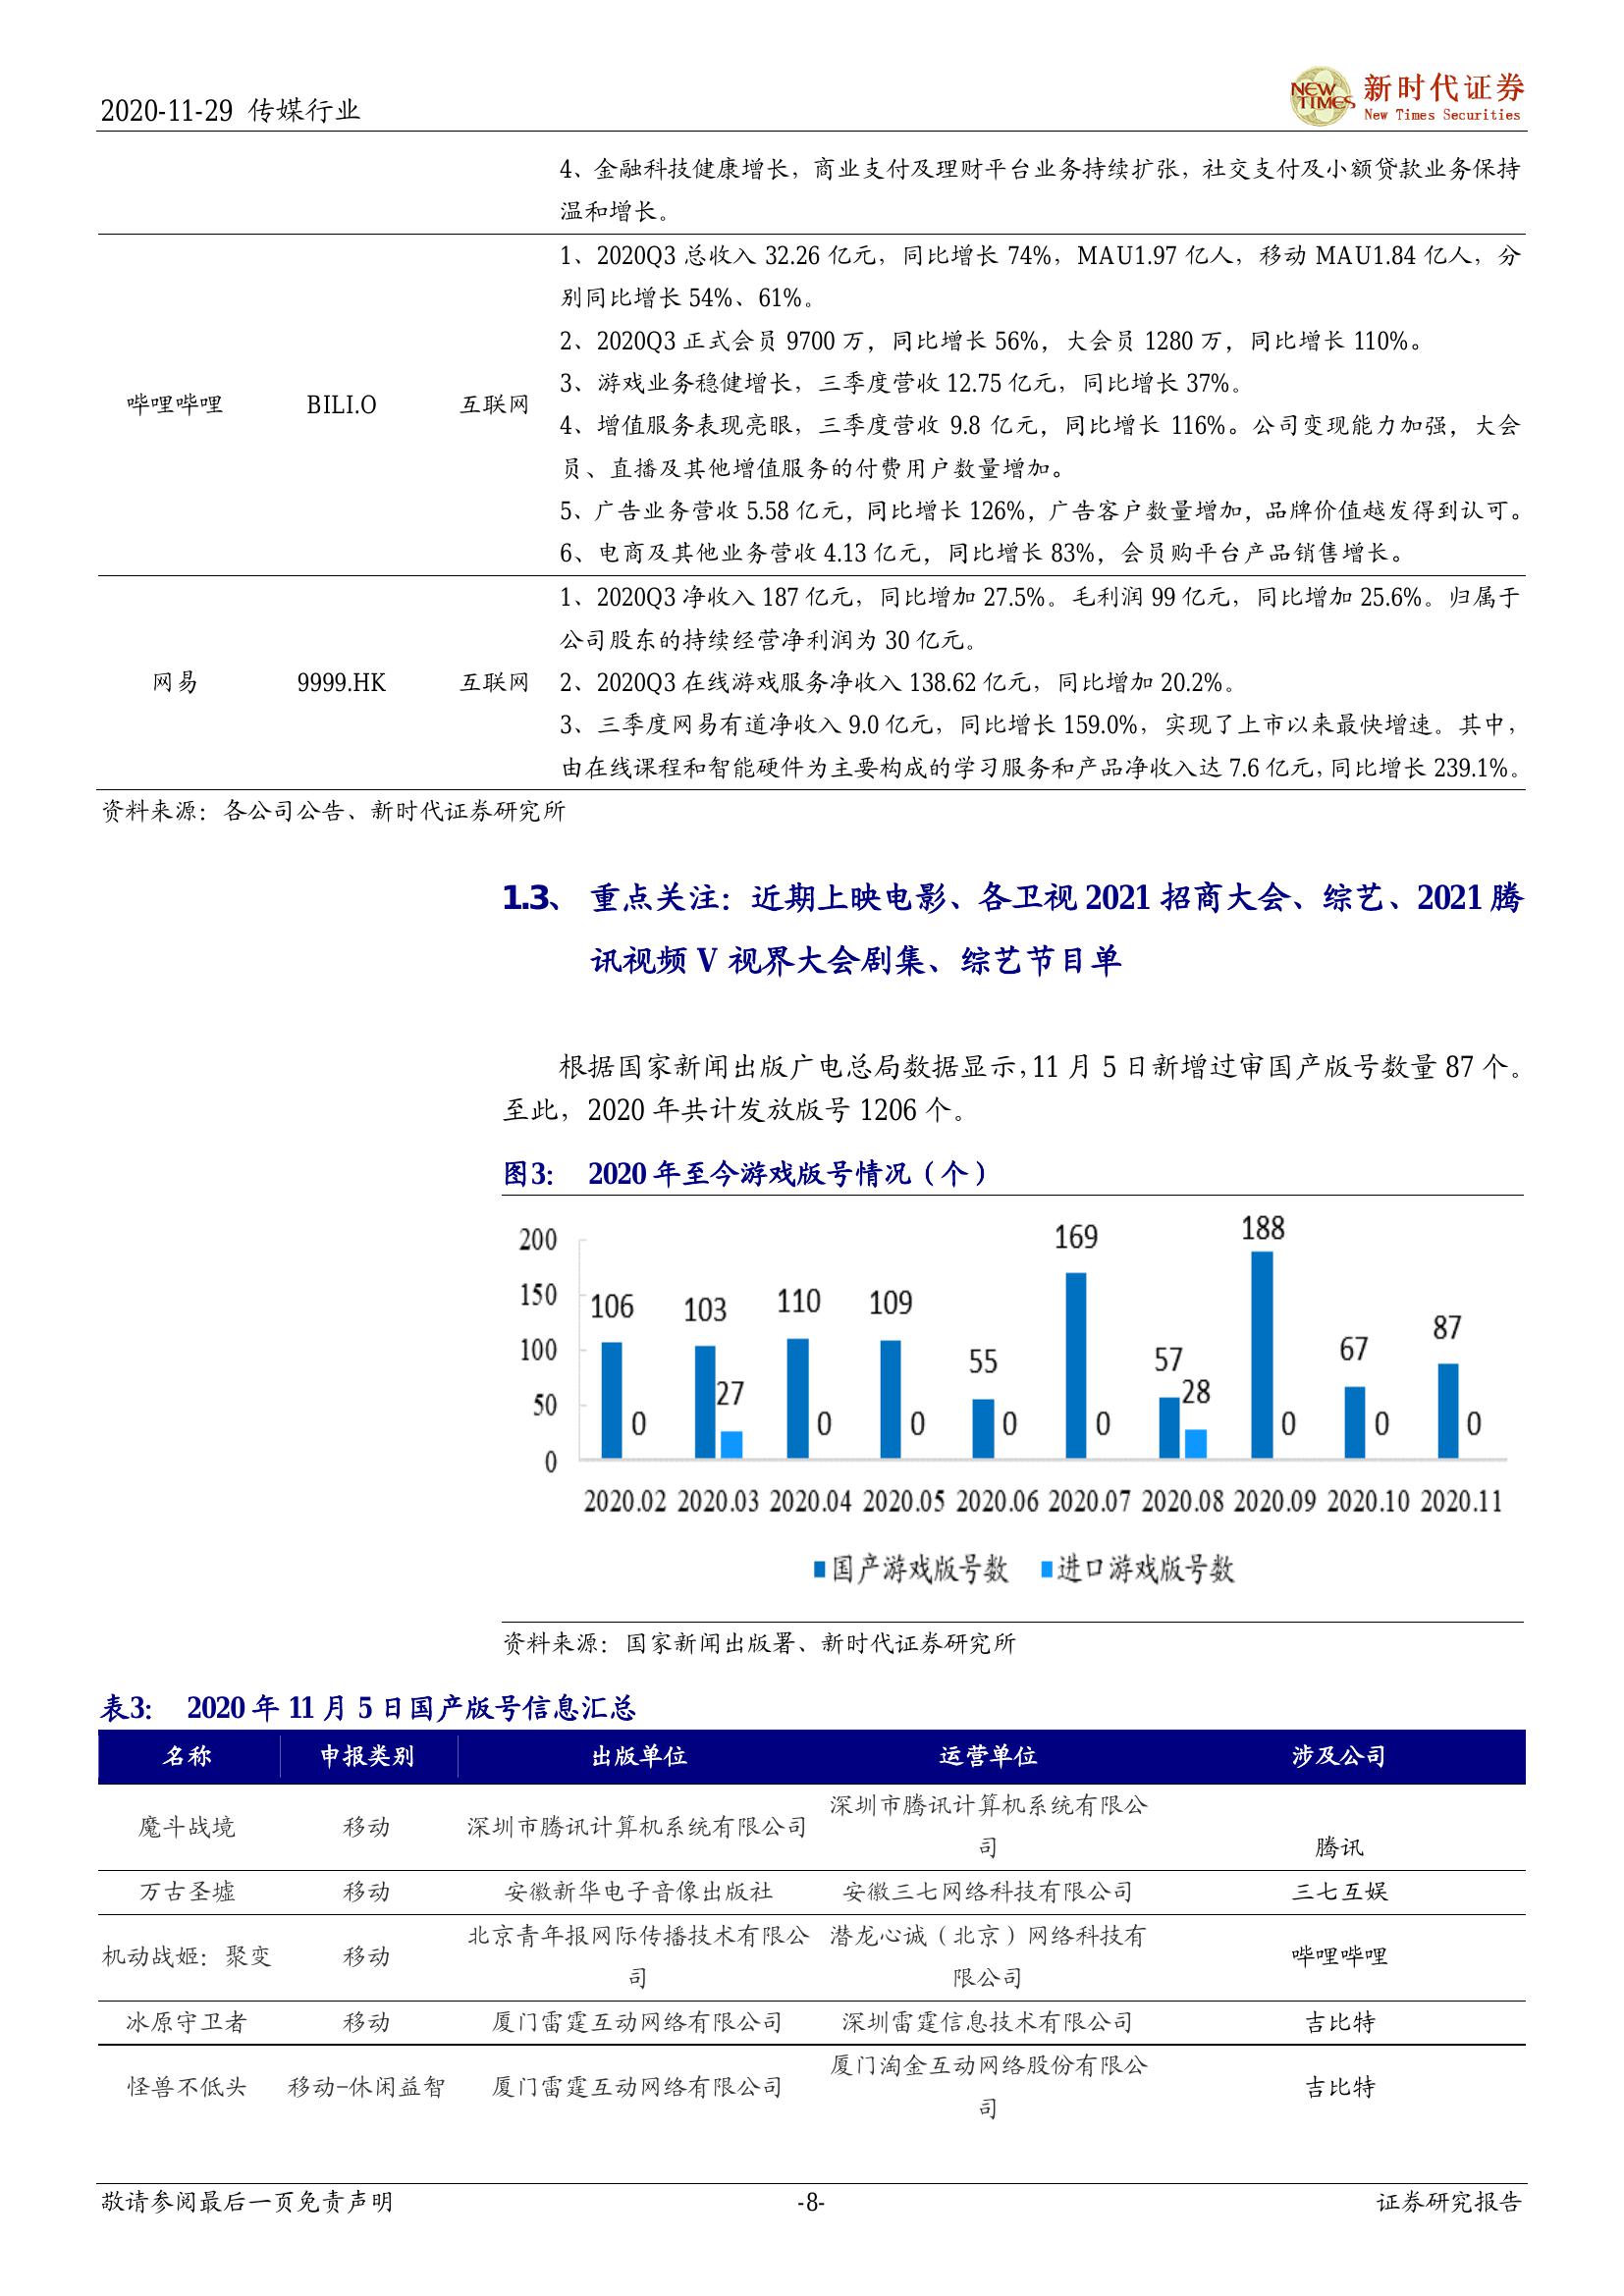 2020-11-29 传媒行业
NEW TIMES 新时代证券
New Times Securities
4、金融科技健康增长，商业支付及理财平台业务持续扩张，社交支付及小额贷款业务保持
温和增长。
哔哩哔哩 BILI.O 互联网
1、2020Q3 总收入 32.26 亿元，同比增长 74%，MAU1.97 亿人，移动 MAU1.84 亿人，分
别同比增长 54%、61%。
2、2020Q3 正式会员 9700 万，同比增长 56%，大会员 1280 万，同比增长 110%。
3、游戏业务稳健增长，三季度营收 12.75 亿元，同比增长 37%。
4、增值服务表现亮眼，三季度营收 9.8 亿元，同比增长 116%。公司变现能力加强，大会
员、直播及其他增值服务的付费用户数量增加。
5、广告业务营收 5.58 亿元，同比增长 126%，广告客户数量增加，品牌价值越发得到认可。
6、电商及其他业务营收 4.13 亿元，同比增长 83%，会员购平台产品销售增长。
网易 9999.HK 互联网
1、2020Q3 净收入 187 亿元，同比增加 27.5%。毛利润 99 亿元，同比增加 25.6%。归属于
公司股东的持续经营净利润为 30 亿元。
2、2020Q3 在线游戏服务净收入 138.62 亿元，同比增加 20.2%。
3、三季度网易有道净收入 9.0 亿元，同比增长 159.0%，实现了上市以来最快增速。其中，
由在线课程和智能硬件为主要构成的学习服务和产品净收入达 7.6 亿元，同比增长 239.1%。
资料来源：各公司公告、新时代证券研究所
1.3、 重点关注：近期上映电影、各卫视 2021 招商大会、综艺、2021 腾
讯视频 V 视界大会剧集、综艺节目单
根据国家新闻出版广电总局数据显示，11 月 5 日新增过审国产版号数量 87 个。
至此，2020 年共计发放版号 1206 个。
图3： 2020 年至今游戏版号情况（个）
200
150
100
50
0
106 0
103 27
110 0
109 0
55 0
169 0
57 28
188 0
67 0
87 0
2020.02 2020.03 2020.04 2020.05 2020.06 2020.07 2020.08 2020.09 2020.10 2020.11
国产游戏版号数 进口游戏版号数
资料来源：国家新闻出版署、新时代证券研究所
表3： 2020 年 11 月 5 日国产版号信息汇总
名称 申报类别 出版单位 运营单位 涉及公司
魔斗战境 移动 深圳市腾讯计算机系统有限公司 深圳市腾讯计算机系统有限公
司 腾讯
万古圣墟 移动 安徽新华电子音像出版社 安徽三七网络科技有限公司 三七互娱
机动战姬：聚变 移动 北京青年报网际传播技术有限公 潜龙心诚（北京）网络科技有 哔哩哔哩
司 限公司
冰原守卫者 移动 厦门雷霆互动网络有限公司 深圳雷霆信息技术有限公司 吉比特
怪兽不低头 移动-休闲益智 厦门雷霆互动网络有限公司 厦门淘金互动网络股份有限公 吉比特
司
敬请参阅最后一页免责声明 -8- 证券研究报告